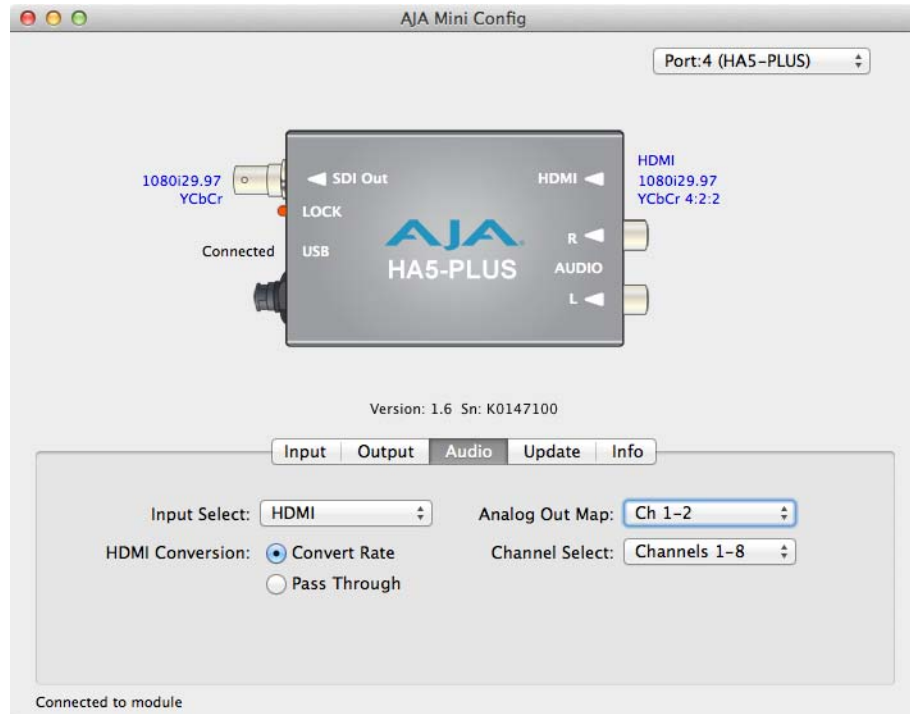 AJA Mini Config
Port:4 (HA5-PLUS)
1080i29.97
YCbCr
SDI Out
HDMI
HDMI
1080i29.97
YCbCr 4:2:2
LOCK
Connected
USB
AJA
HA5-PLUS
R
AUDIO
L
Version: 1.6 Sn: K0147100
Input Output Audio Update Info
Input Select: HDMI Analog Out Map: Ch 1-2
HDMI Conversion: Convert Rate Channel Select: Channels 1-8
Pass Through
Connected to module